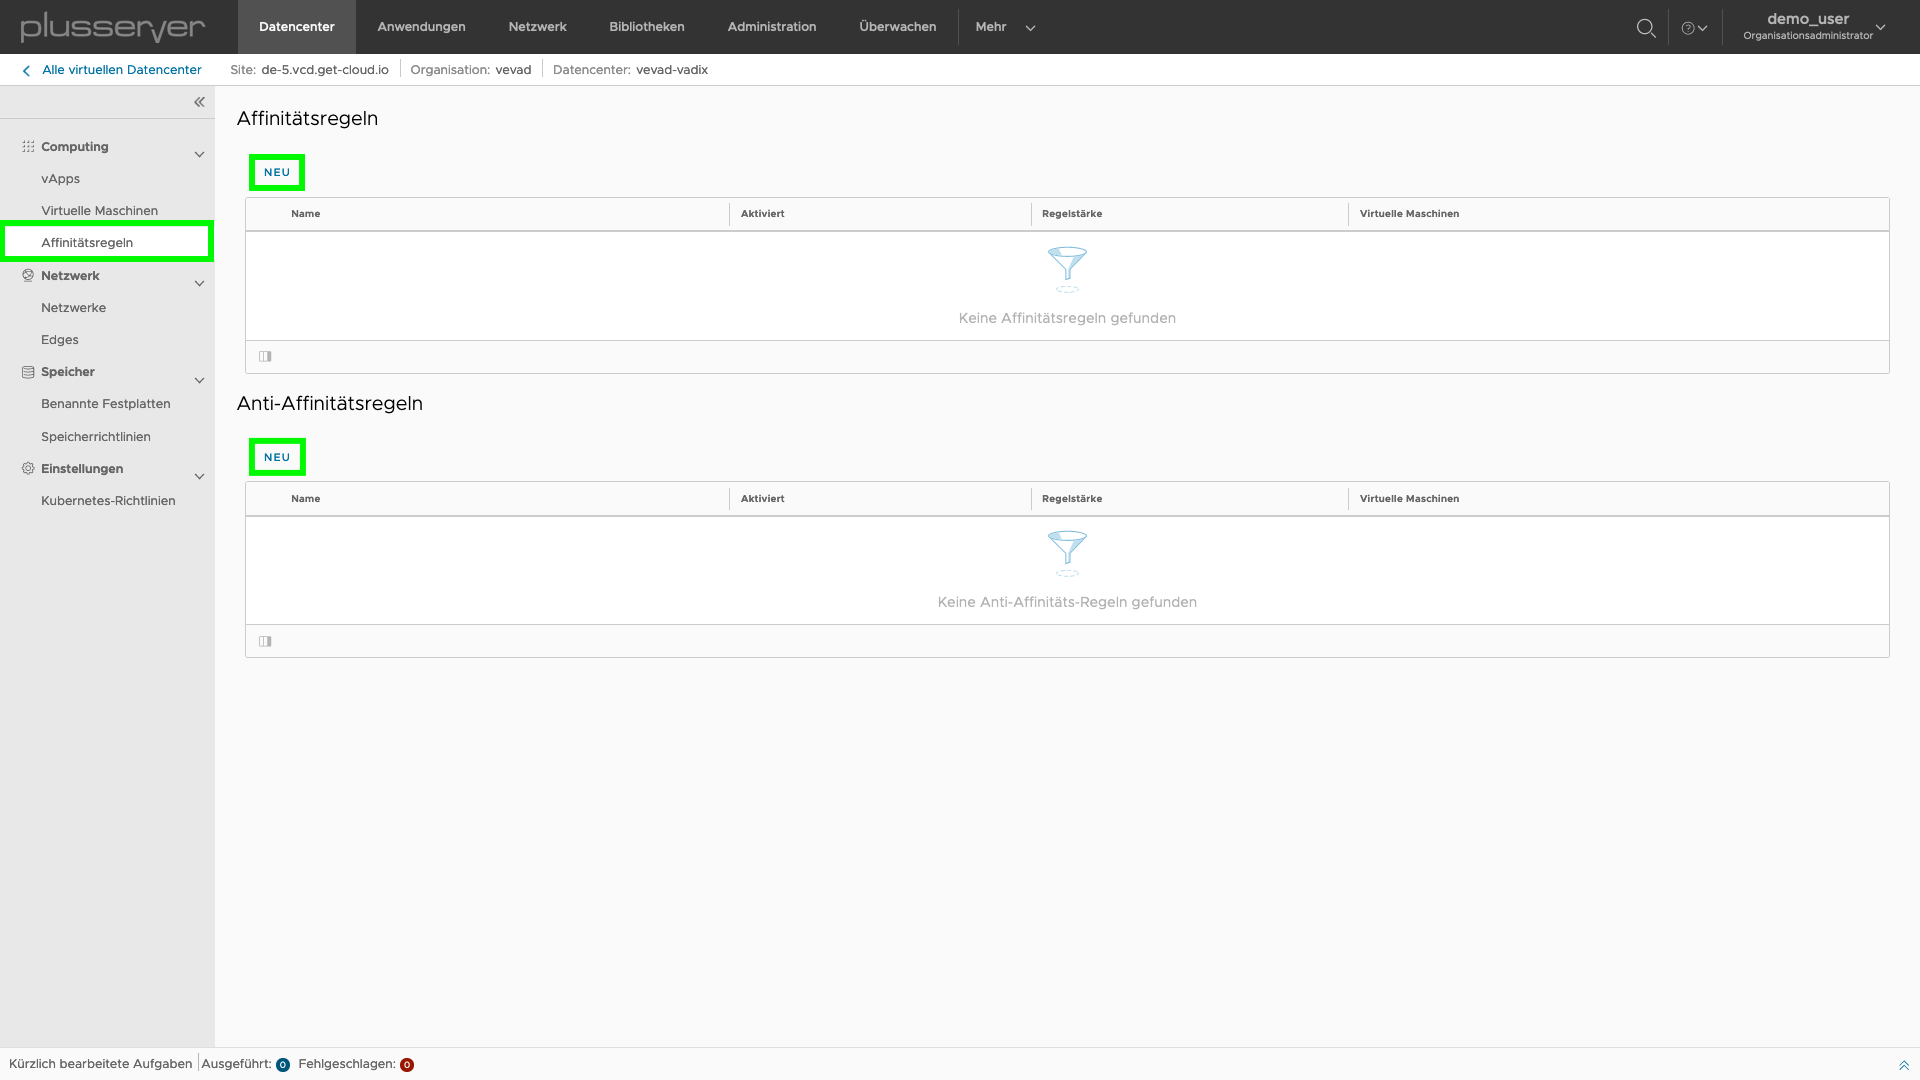 plusserver Datencenter Anwendungen Netzwerk Bibliotheken Administration Überwachen Mehr demo_user
Organisationsadministrator
Alle virtuellen Datencenter Site: de-5.vcd.get-cloud.io Organisation: vevad Datencenter: vevad-vadix
Computing
vApps
Virtuelle Maschinen
Affinitätsregeln
Netzwerk
Netzwerke
Edges
Speicher
Benannte Festplatten
Speicherrichtlinien
Einstellungen
Kubernetes-Richtlinien
Affinitätsregeln
NEU
Name Aktiviert Regelstärke Virtuelle Maschinen
Keine Affinitätsregeln gefunden
Anti-Affinitätsregeln
NEU
Name Aktiviert Regelstärke Virtuelle Maschinen
Keine Anti-Affinitäts-Regeln gefunden
Kürzlich bearbeitete Aufgaben Ausgeführt: 0 Fehlgeschlagen: 0